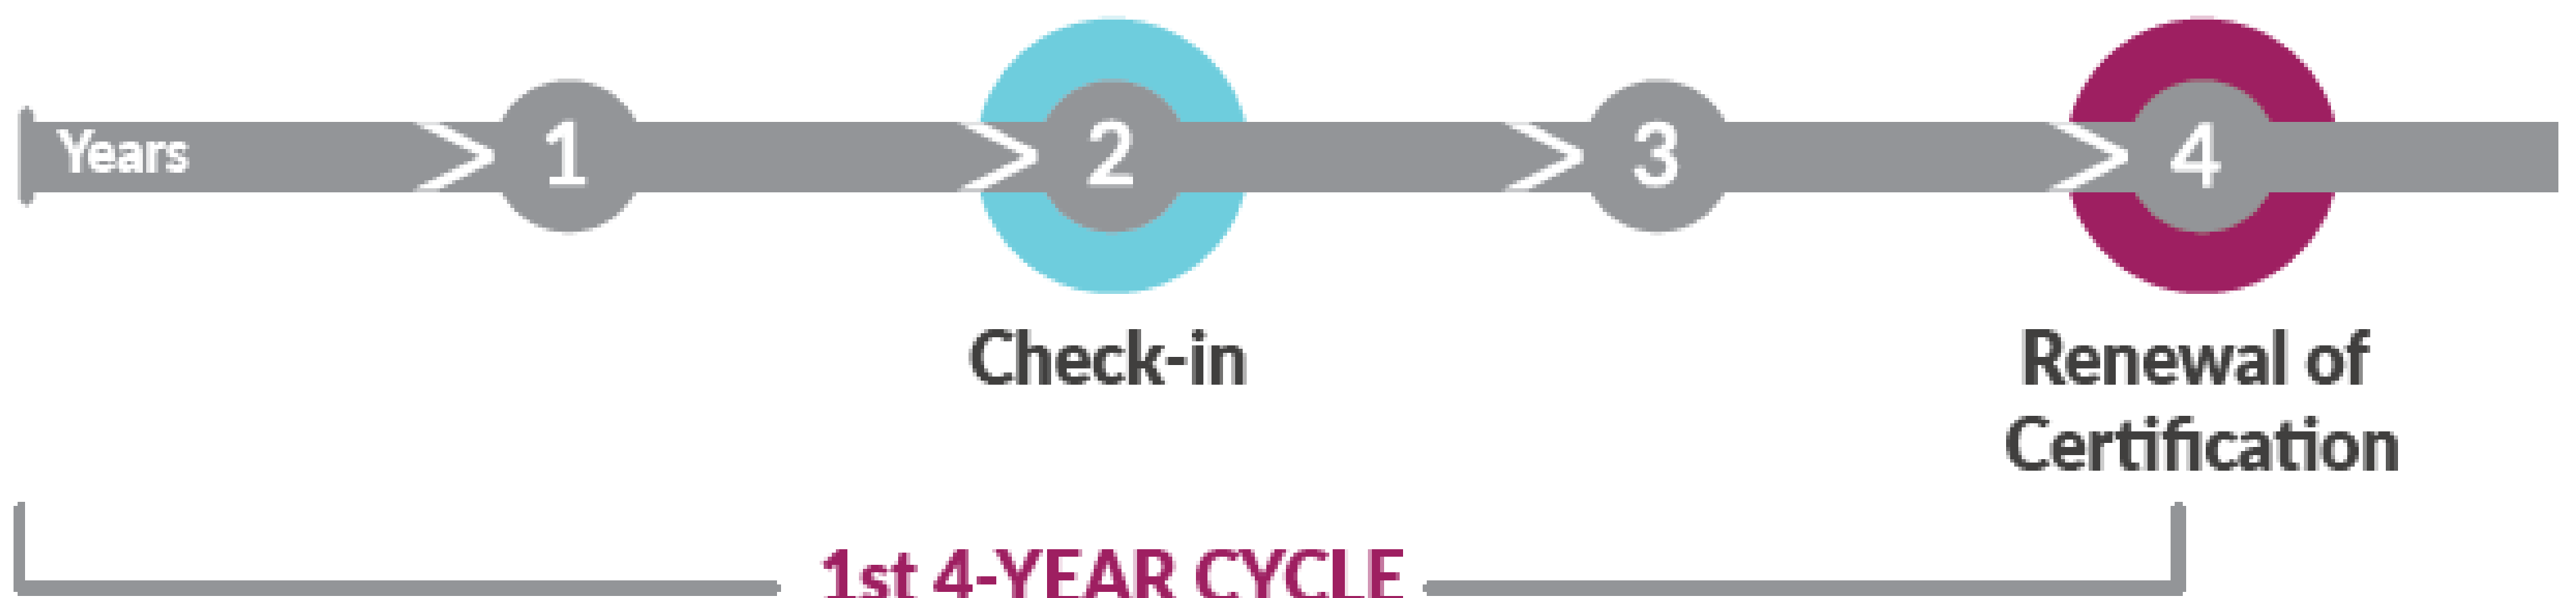 Years > 1 > 2 > 3 > 4
Check-in
Renewal of
Certification
1st 4-YEAR CYCLE